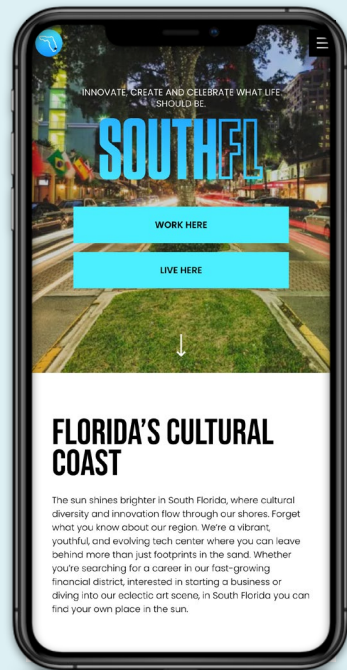 INNOVATE, CREATE AND CELEBRATE WHAT LIFE
SHOULD BE.
SOUTHFL
WORK HERE
LIVE HERE
FLORIDA'S CULTURAL
COAST
The sun shines brighter in South Florida, where cultural
diversity and innovation flow through our shores. Forget
what you know about our region. We're a vibrant,
youthful, and evolving tech center where you can leave
behind more than just footprints in the sand. Whether
you're searching for a career in our fast-growing
financial district, interested in starting a business or
diving into our eclectic art scene, in South Florida you can
find your own place in the sun.